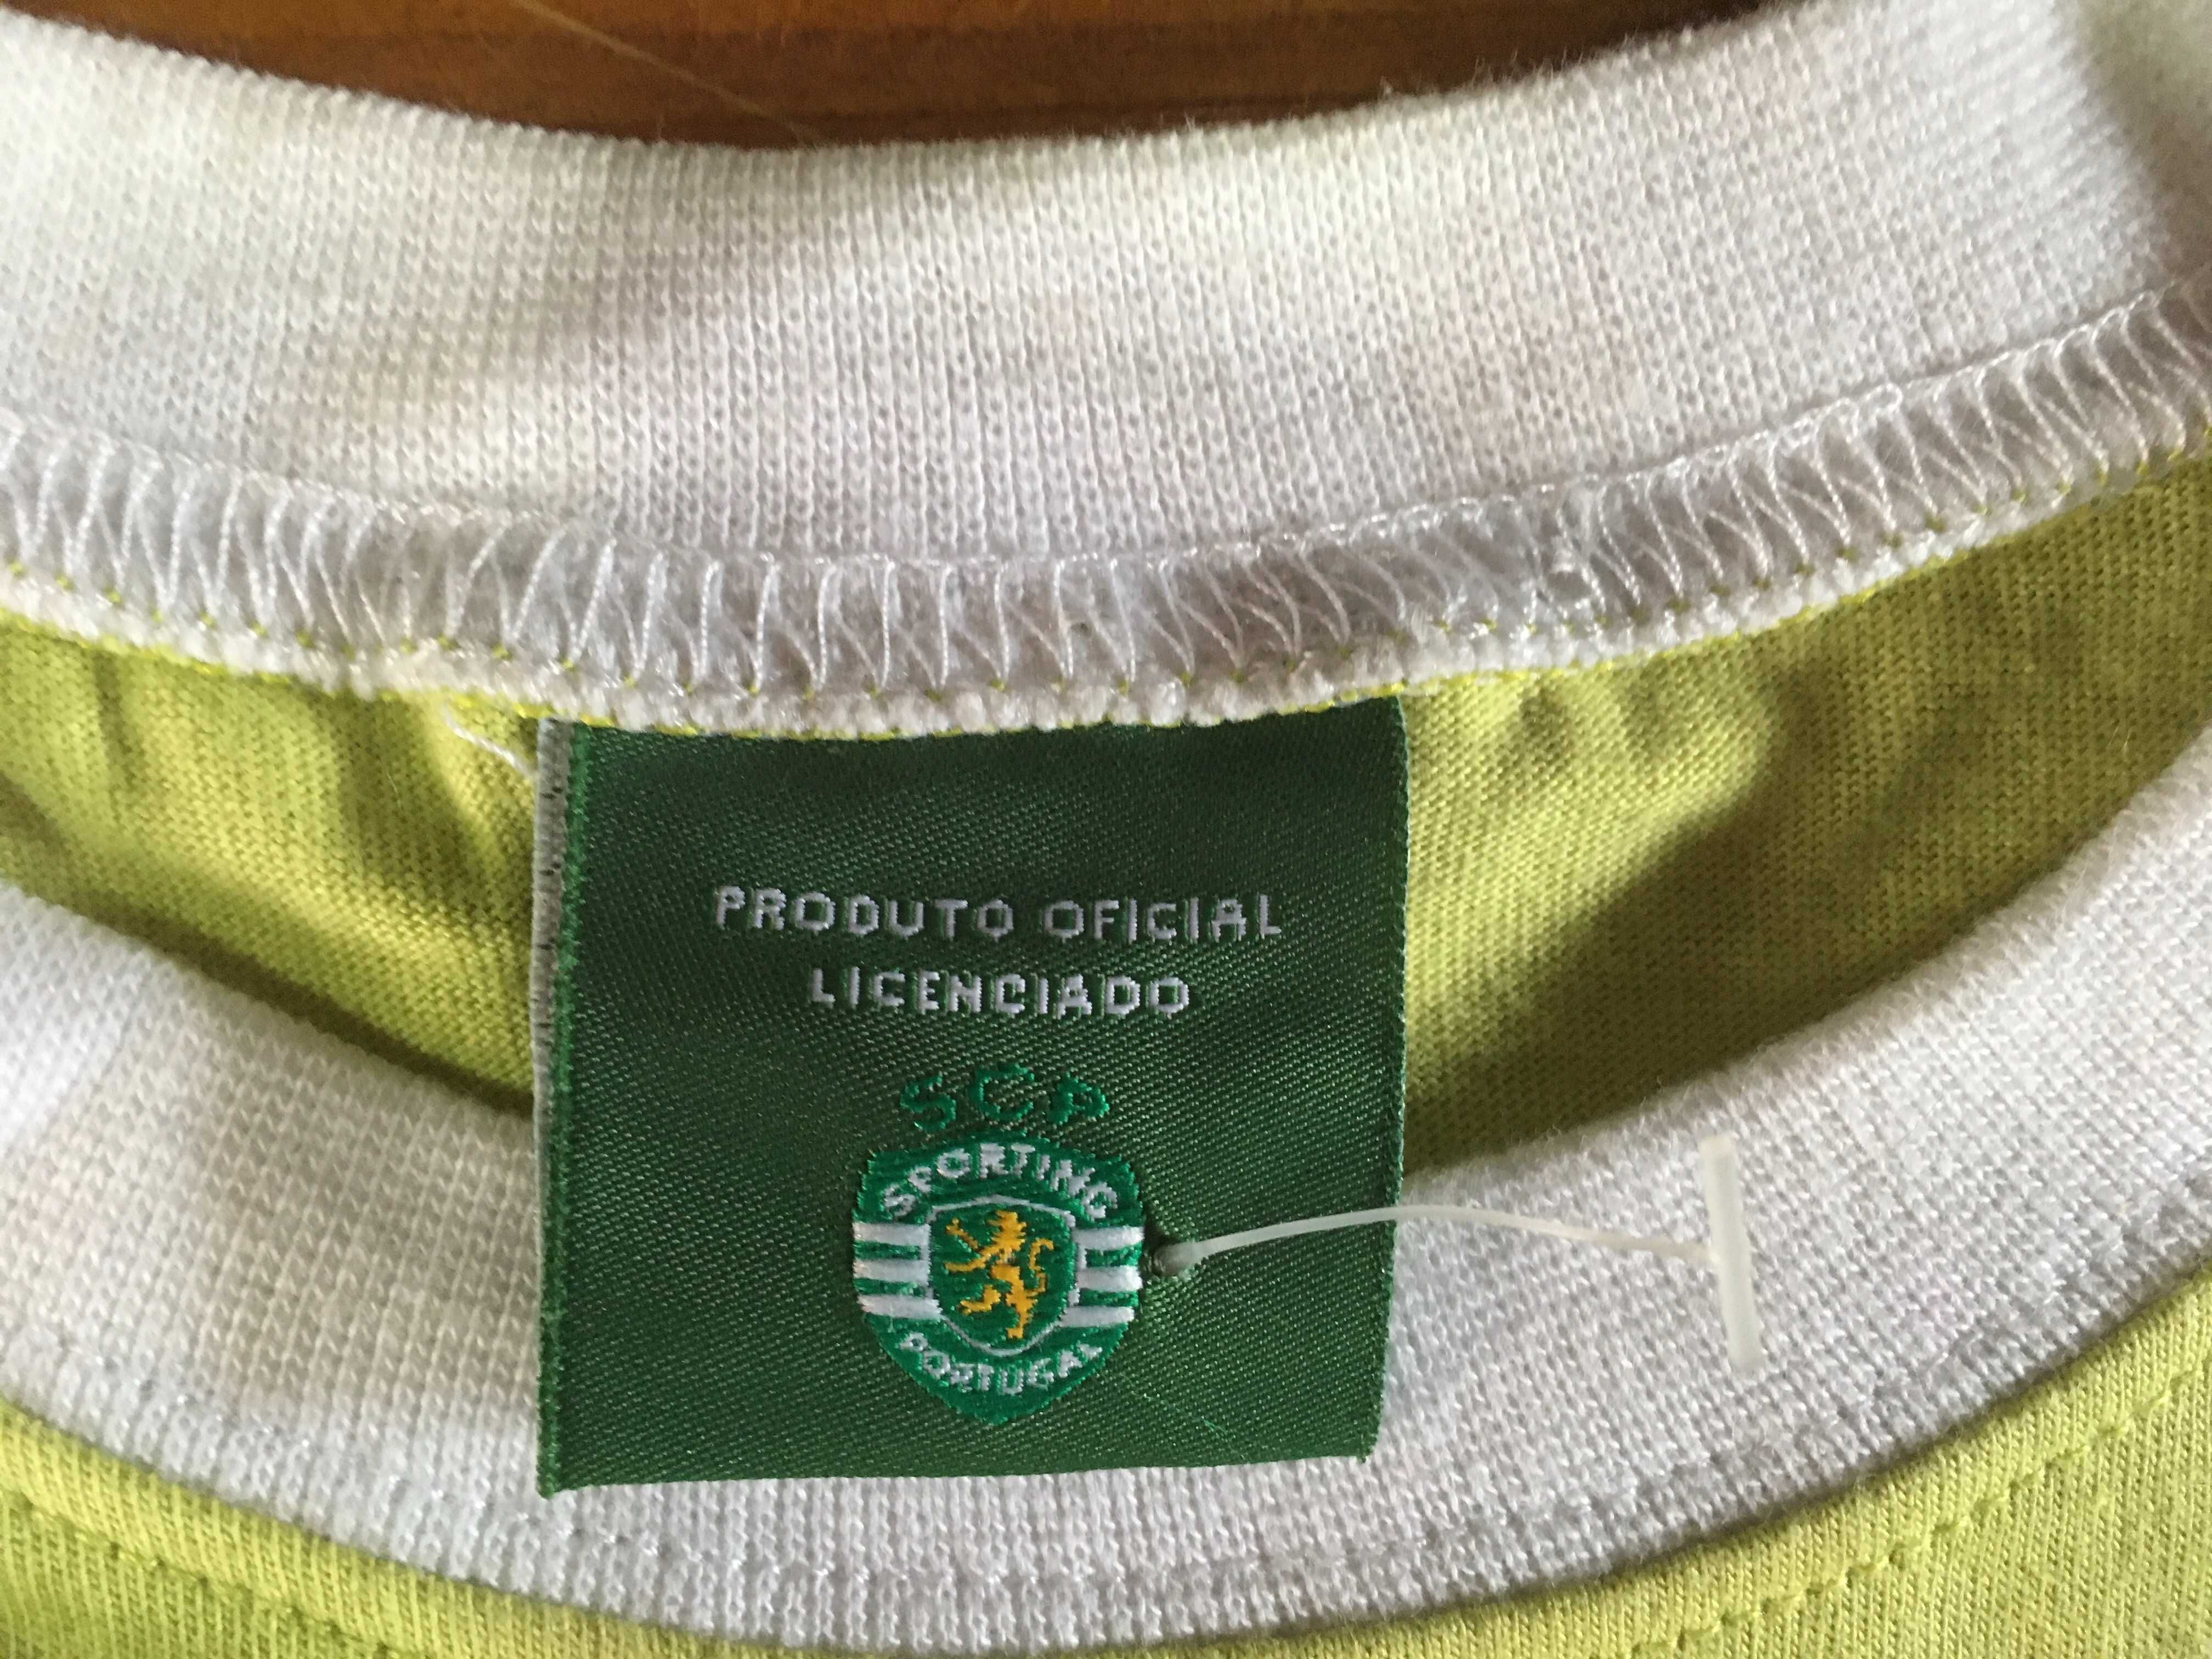 PRODUTO OFICIAL
LICENCIADO
SCP
SPORTING
PORTUGAL